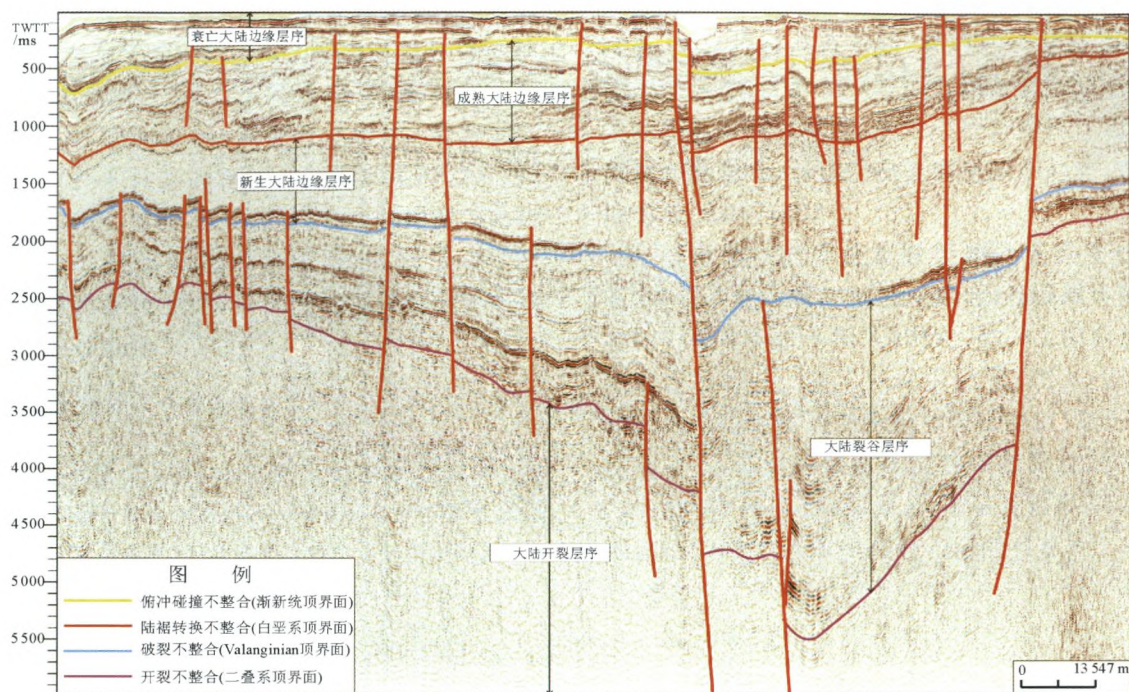 TWTT
/ms
500
1000
1500
2000
2500
3000
3500
4000
4500
5000
5500
衰亡大陆边缘层序
成熟大陆边缘层序
新生大陆边缘层序
大陆裂谷层序
大陆开裂层序
图 例
俯冲碰撞不整合(渐新统顶界面)
陆裾转换不整合(白垩系顶界面)
破裂不整合(Valanginian顶界面)
开裂不整合(二叠系顶界面)
0 13 547 m